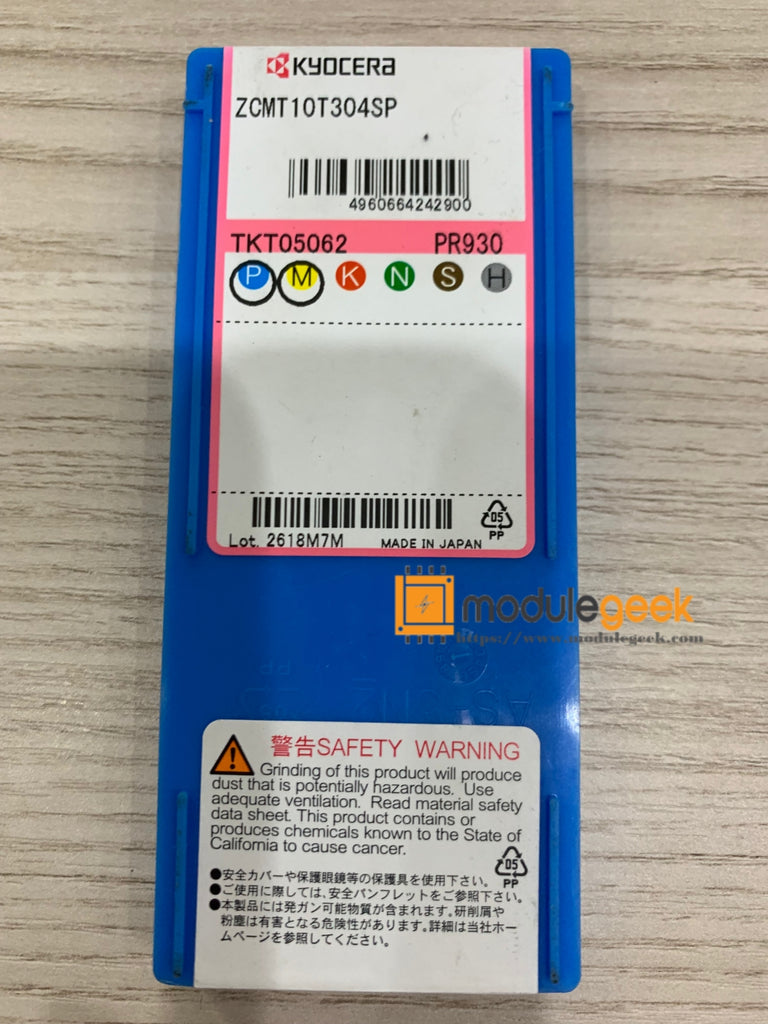 KYOCERA
ZCMT10T304SP
4960664242900
TKT05062 PR930
P M K N S H
05
PP
Lot. 2618M7M MADE IN JAPAN
modulegeek
https://www.modulegeek.com
PP
警告SAFETY WARNING
Grinding of this product will produce
dust that is potentially hazardous. Use
adequate ventilation. Read material safety
data sheet. This product contains or
produces chemicals known to the State of
California to cause cancer.
05
PP
●安全カバーや保護眼鏡等の保護具を使用下さい。
●ご使用に際しては、安全パンフレットをご参照下さい。
●本製品には発ガン可能物質が含まれます。研削屑や
粉塵は有害となる危険性があります。詳細は当社ホー
ムページを参照してください。